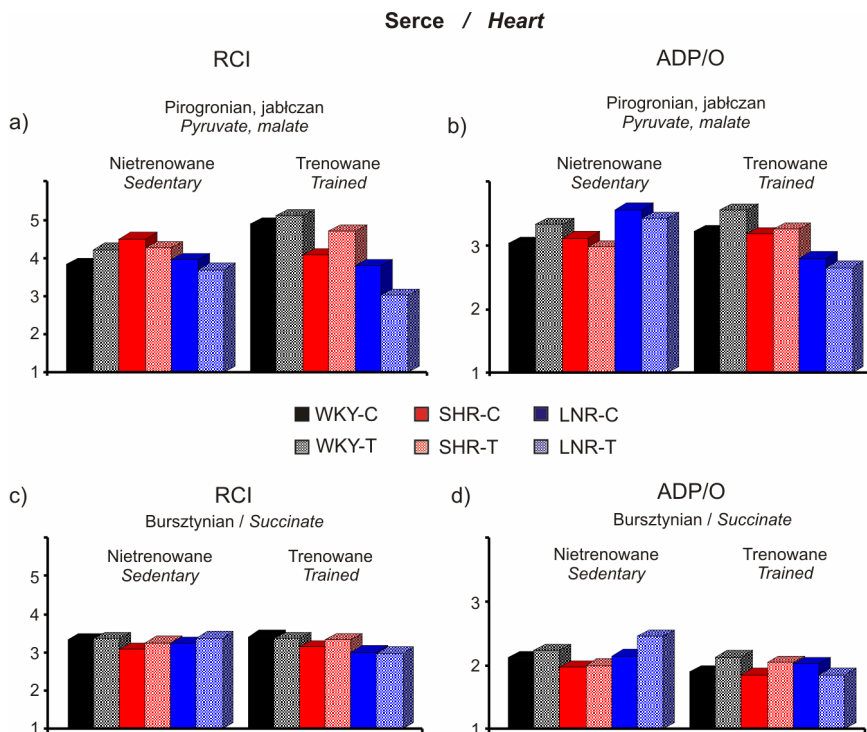 Serce / Heart
RCI
ADP/O
a)
Pirogronian, jabłczan
Pyruvate, malate
b)
Pirogronian, jabłczan
Pyruvate, malate
Nietrenowane
Sedentary
Trenowane
Trained
Nietrenowane
Sedentary
Trenowane
Trained
5
4
3
2
1
3
2
1
WKY-C
SHR-C
LNR-C
WKY-T
SHR-T
LNR-T
c)
RCI
Bursztynian / Succinate
d)
ADP/O
Bursztynian / Succinate
Nietrenowane
Sedentary
Trenowane
Trained
Nietrenowane
Sedentary
Trenowane
Trained
5
4
3
2
1
3
2
1